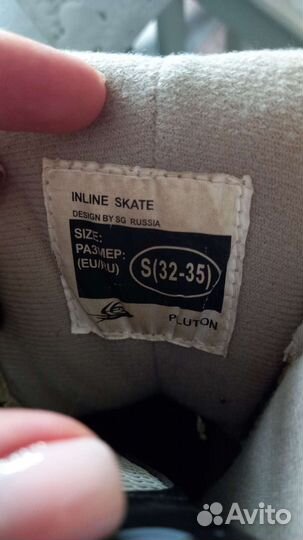 INLINE SKATE
DESIGN BY SG RUSSIA
SIZE:
РАЗМЕР:
(EU/RU)
S(32-35)
PLUTON
Avito